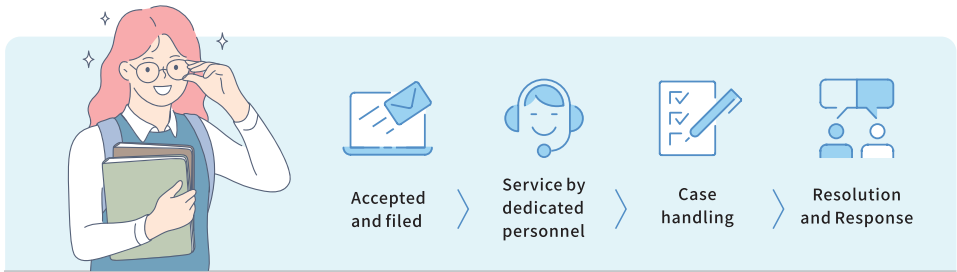 Accepted
and filed
Service by
dedicated
personnel
Case
handling
Resolution
and Response